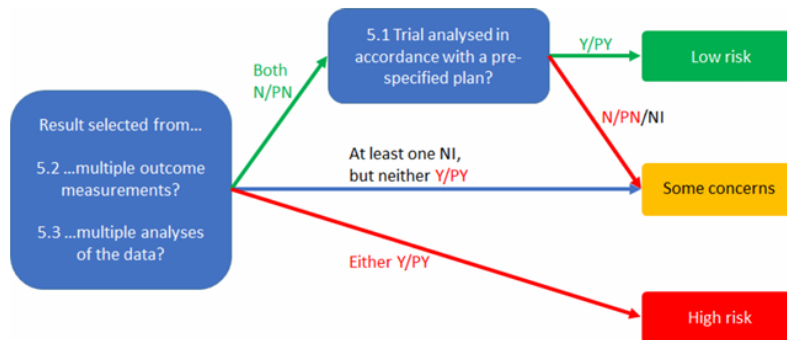 Result selected from...
5.2 ...multiple outcome
measurements?
5.3 ...multiple analyses
of the data?
Both
N/PN
5.1 Trial analysed in
accordance with a pre-
specified plan?
Y/PY
Low risk
N/PN/NI
At least one NI,
but neither Y/PY
Some concerns
Either Y/PY
High risk